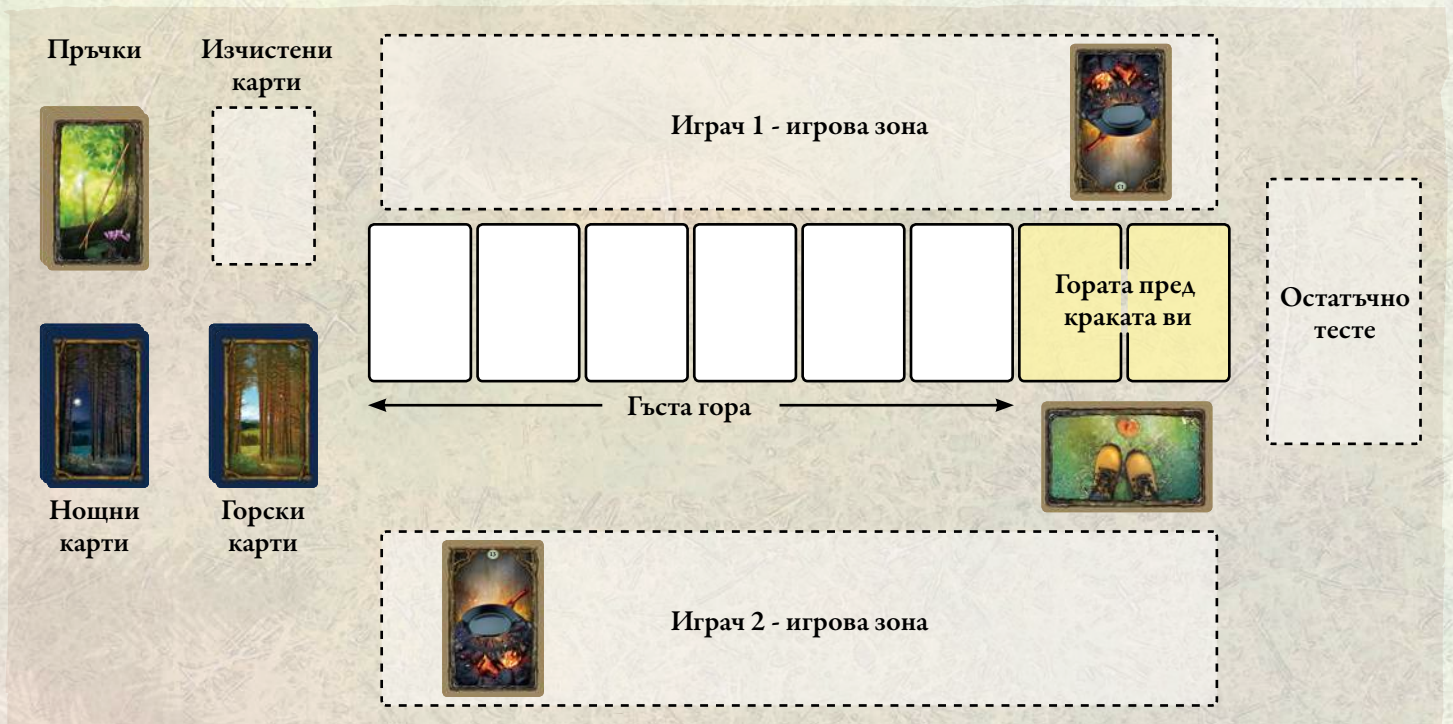 Пръчки
Изчистени
карти
Играч 1 - игрова зона
Гората пред
краката ви
Остатъчно
тесте
Гъста гора
Нощни
карти
Горски
карти
Играч 2 - игрова зона